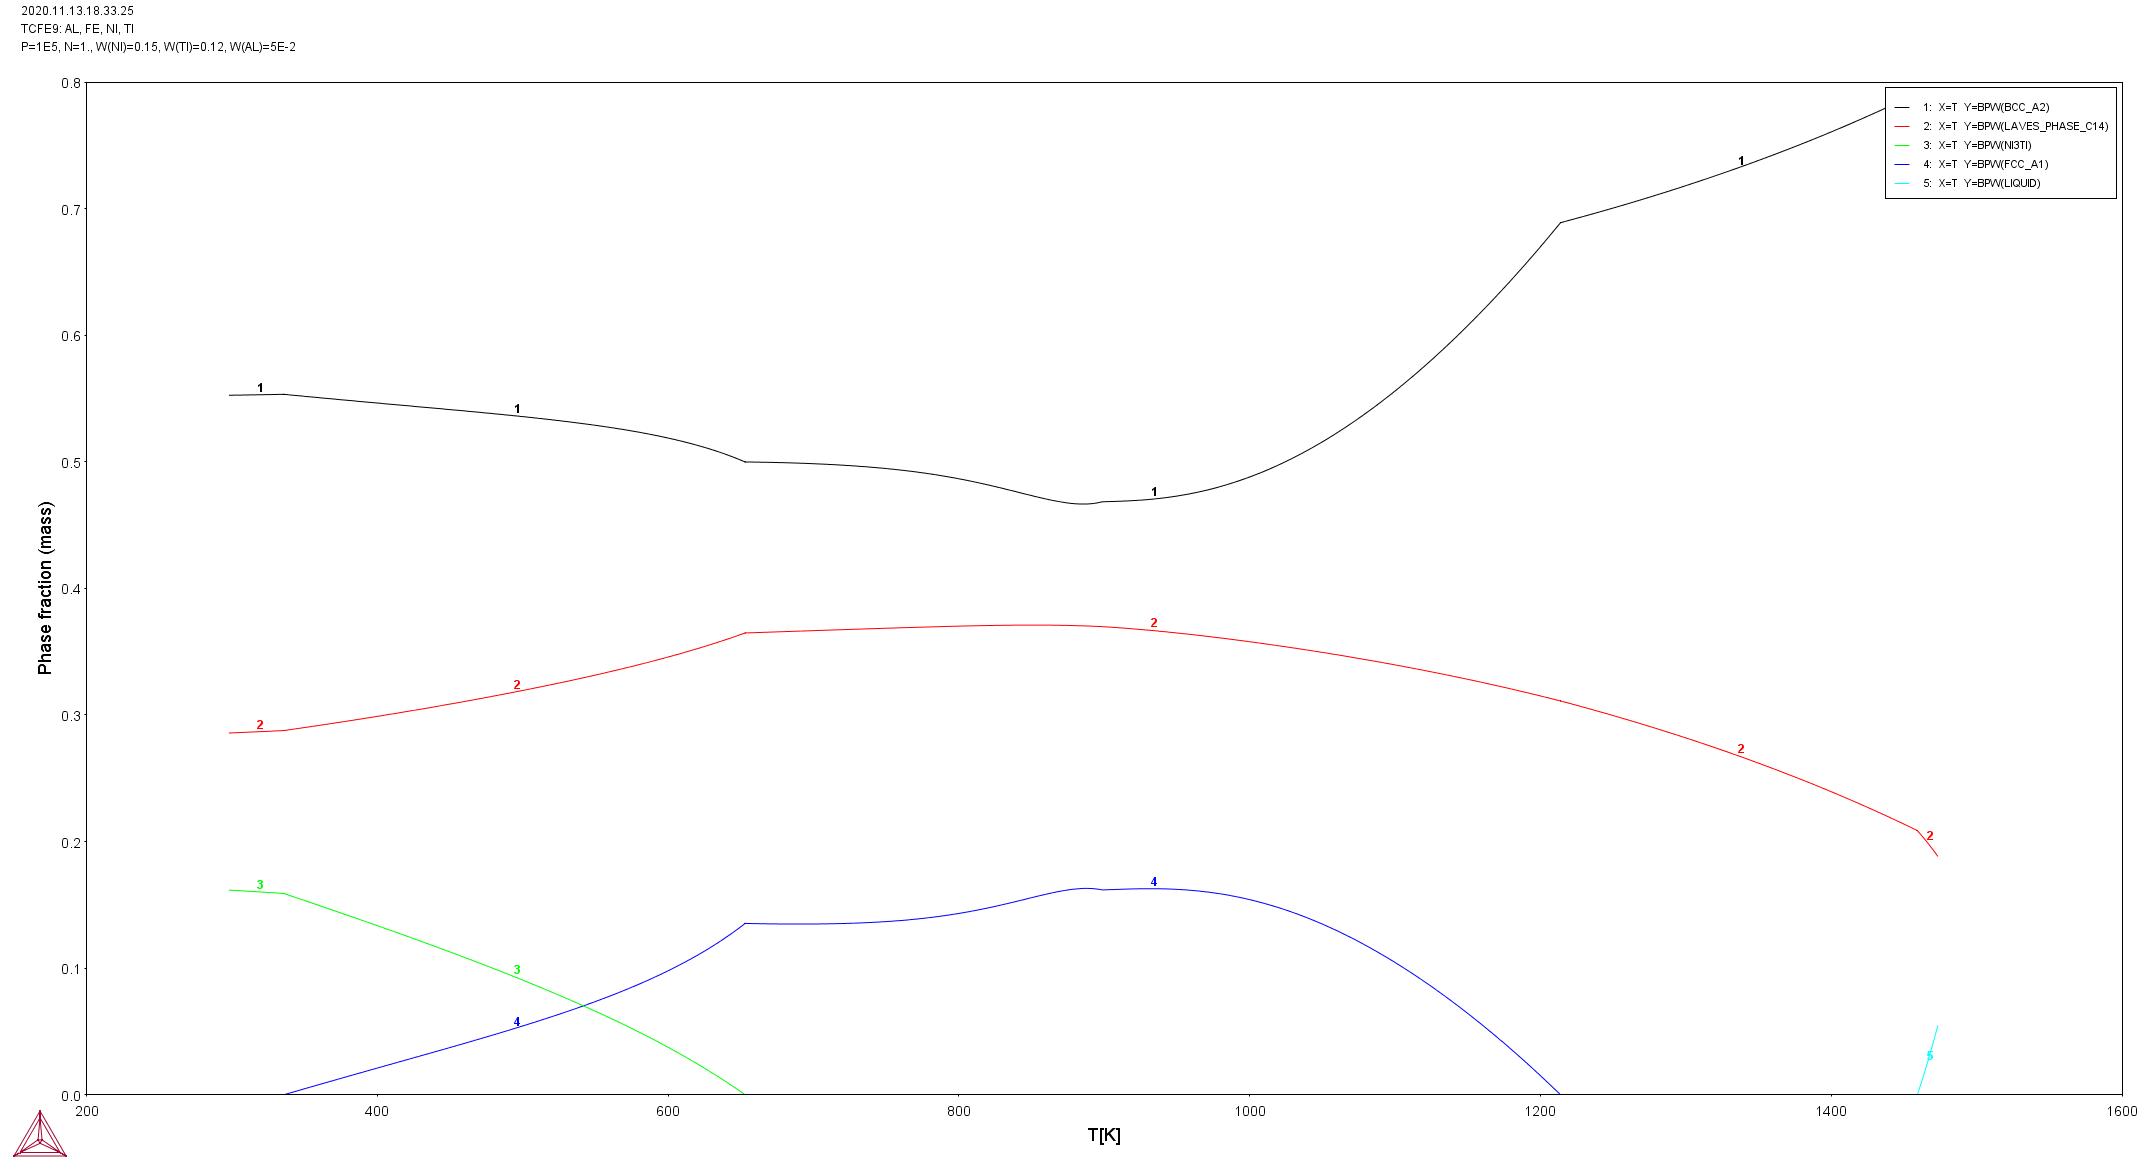 2020.11.13.18.33.25
TCFE9: AL, FE, NI, TI
P=1E5, N=1., W(NI)=0.15, W(TI)=0.12, W(AL)=5E-2
0.8
1: X=T Y=BPW(BCC_A2)
2: X=T Y=BPW(LAVES_PHASE_C14)
3: X=T Y=BPW(NI3TI)
4: X=T Y=BPW(FCC_A1)
5: X=T Y=BPW(LIQUID)
1
0.7
0.6
1
1
0.5
1
Phase fraction (mass)
0.4
2
2
0.3
2
2
0.2
2
3
4
0.1
3
4
5
0.0
200 400 600 800 1000 1200 1400 1600
T[K]